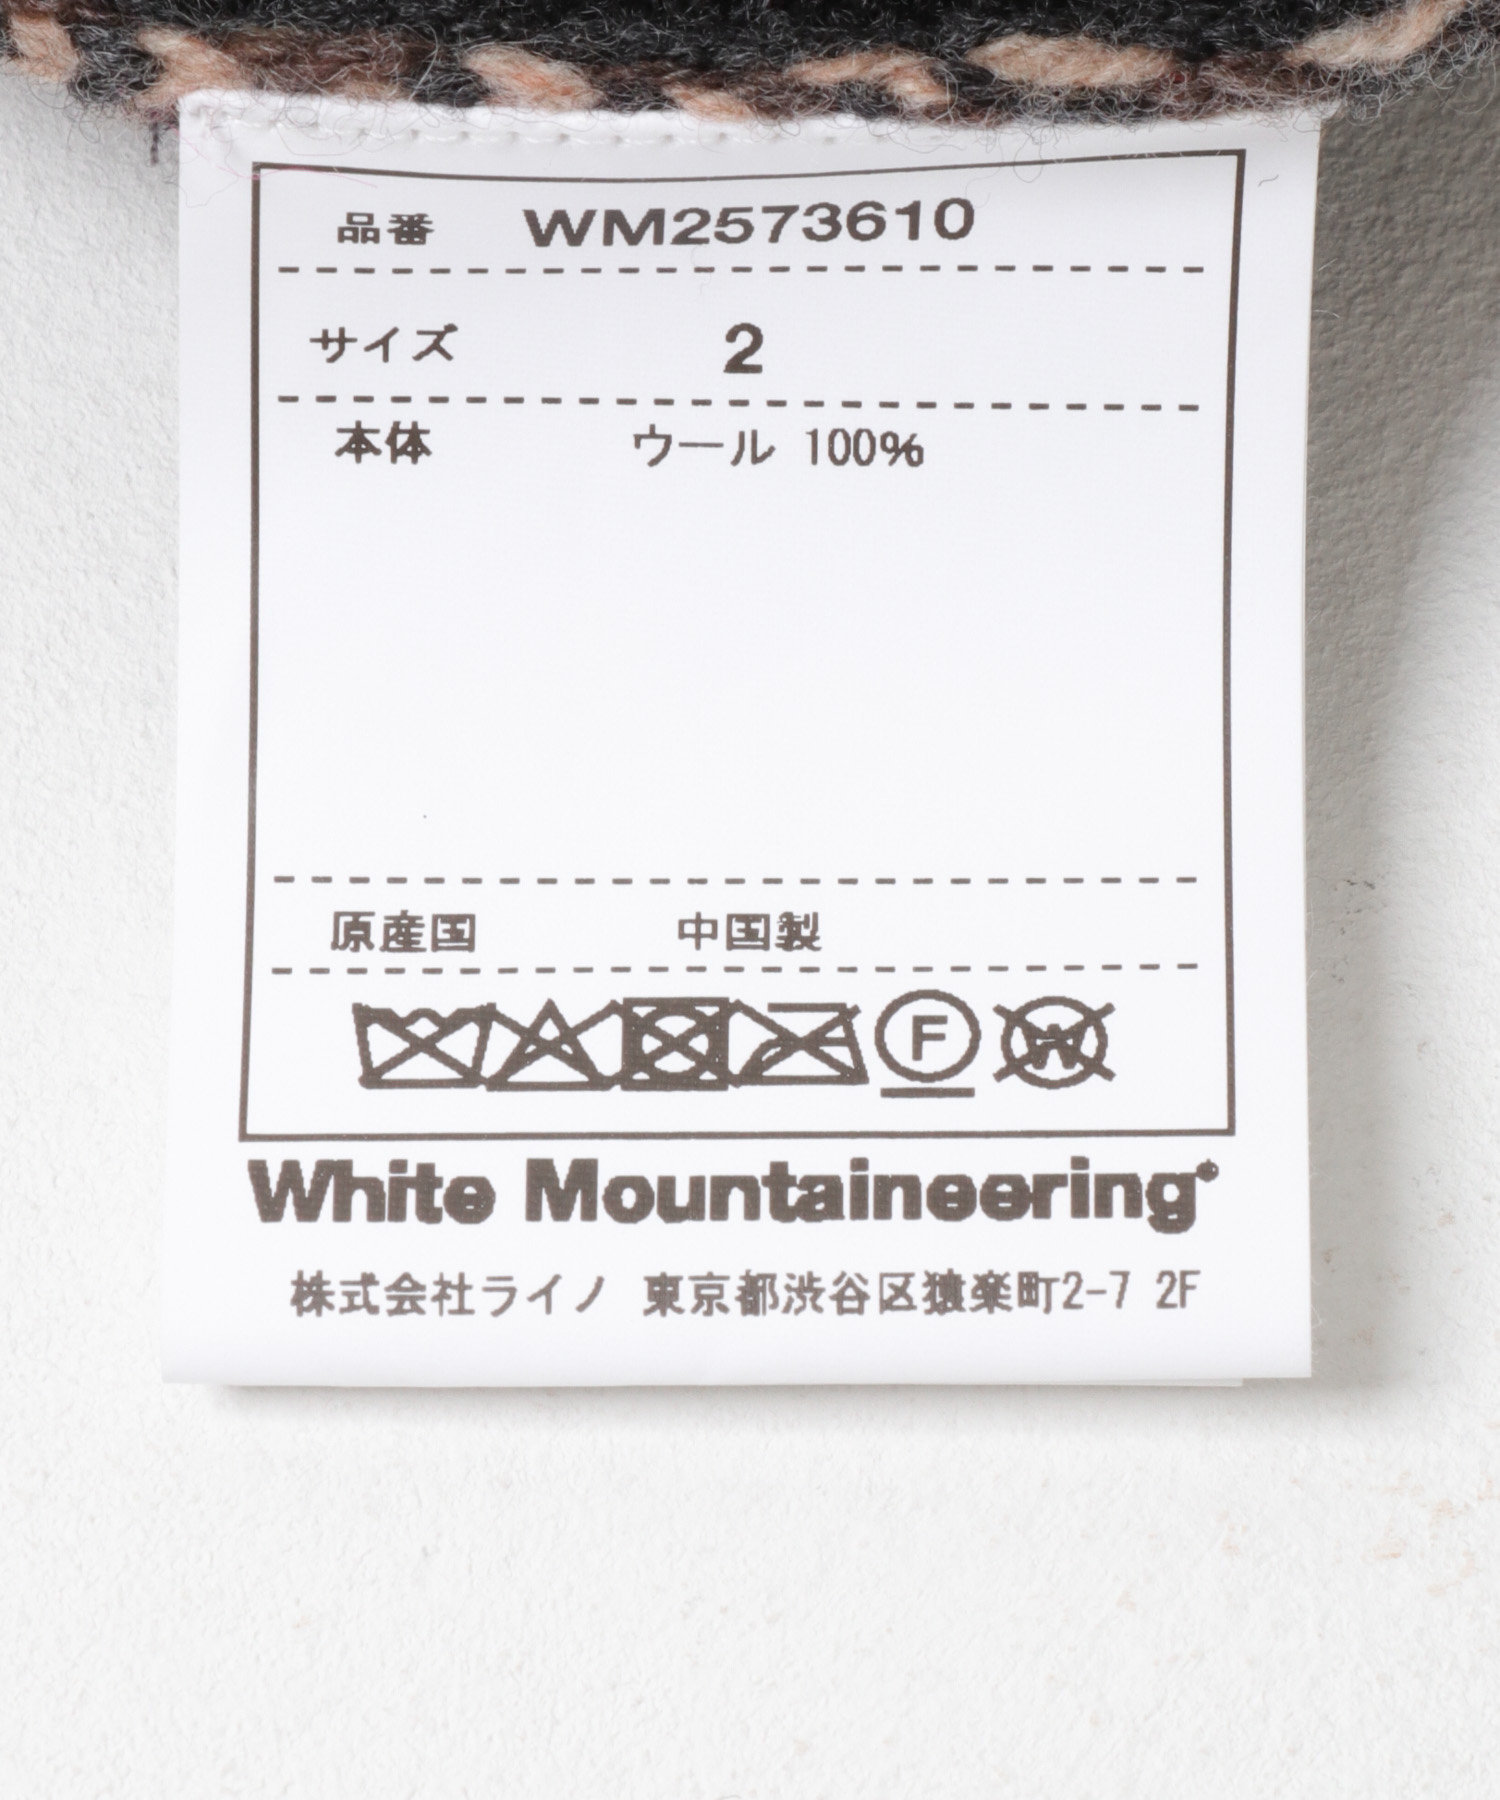 品番 WM2573610
サイズ 2
本体 ウール 100%
原産国 中国製
F W
White Mountaineering®
株式会社ライノ 東京都渋谷区猿楽町2-7 2F